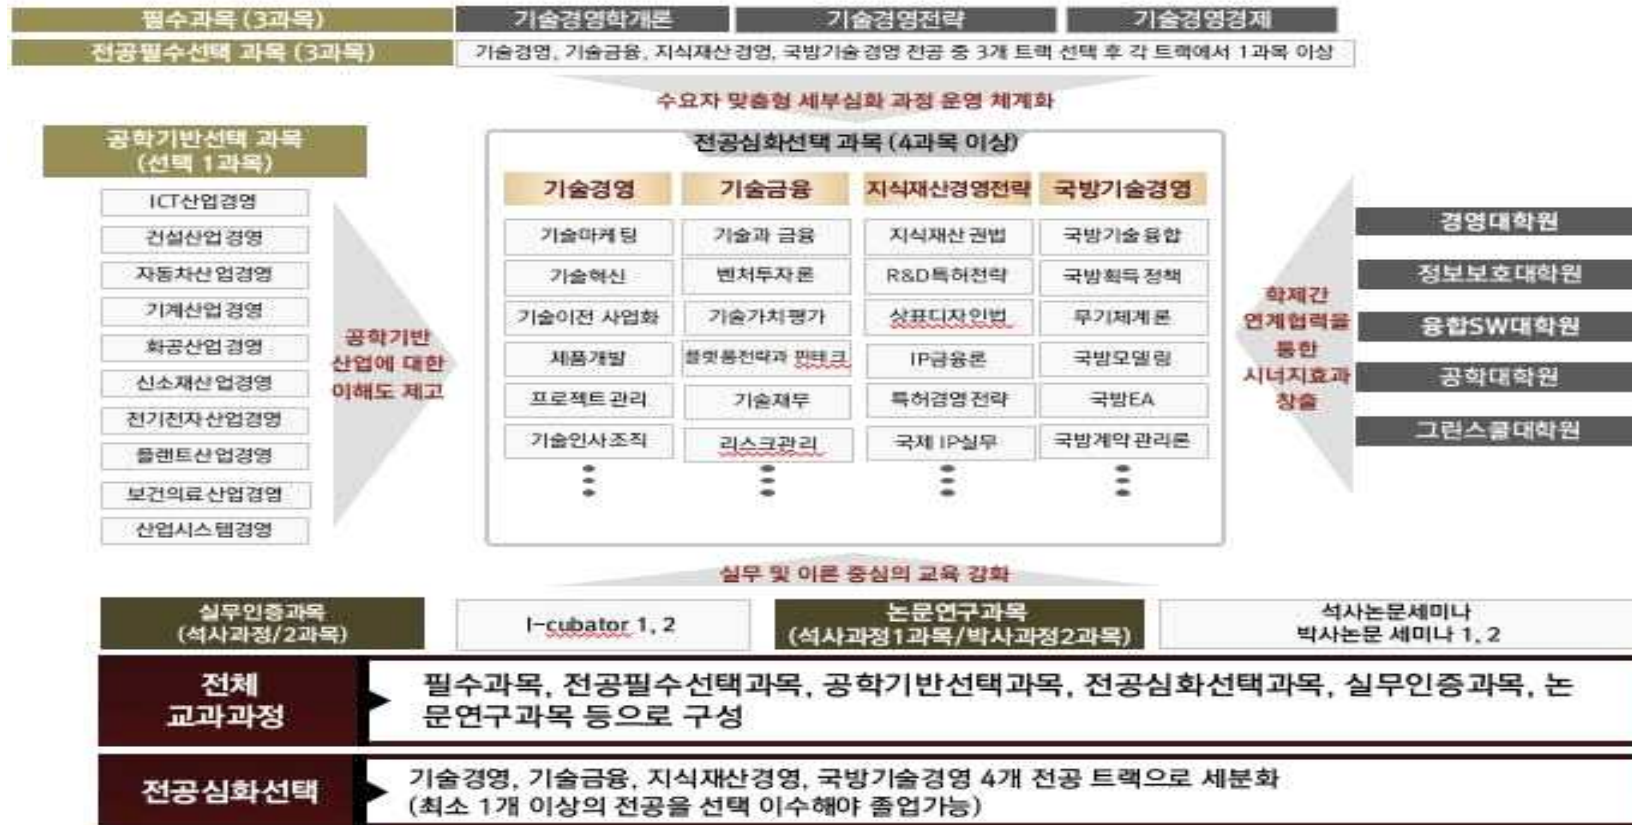 필수과목 (3과목)
기술경영학개론
기술경영전략
기술경영경제
전공필수선택 과목 (3과목)
기술경영, 기술금융, 지식재산경영, 국방기술경영 전공 중 3개 트랙 선택 후 각 트랙에서 1과목 이상
수요자 맞춤형 세부심화 과정 운영 체계화
공학기반선택 과목
(선택 1과목)
ICT산업경영
건설산업경영
자동차산업경영
기계산업경영
화공산업경영
신소재산업경영
전기전자산업경영
플랜트산업경영
보건의료산업경영
산업시스템경영
공학기반
산업에 대한
이해도 제고
전공심화선택 과목 (4과목 이상)
기술경영
기술마케팅
기술혁신
기술이전 사업화
제품개발
프로젝트관리
기술인사조직
기술금융
기술과 금융
벤처투자론
기술가치평가
플랫폼전략과 핀테크
기술재무
리스크관리
지식재산경영전략
지식재산권법
R&D특허전략
상표디자인법
IP금융론
특허경영전략
국제 IP실무
국방기술경영
국방기술융합
국방획득정책
무기체계론
국방모델링
국방EA
국방계약관리론
학제간
연계협력을
통한
시너지효과
창출
경영대학원
정보보호대학원
융합SW대학원
공학대학원
그린스쿨대학원
실무 및 이론 중심의 교육 강화
실무인증과목
(석사과정/2과목)
I-cubator 1, 2
논문연구과목
(석사과정1과목/박사과정2과목)
석사논문세미나
박사논문 세미나 1, 2
전체
교과과정
필수과목, 전공필수선택과목, 공학기반선택과목, 전공심화선택과목, 실무인증과목, 논
문연구과목 등으로 구성
전공심화선택
기술경영, 기술금융, 지식재산경영, 국방기술경영 4개 전공 트랙으로 세분화
(최소 1개 이상의 전공을 선택 이수해야 졸업가능)